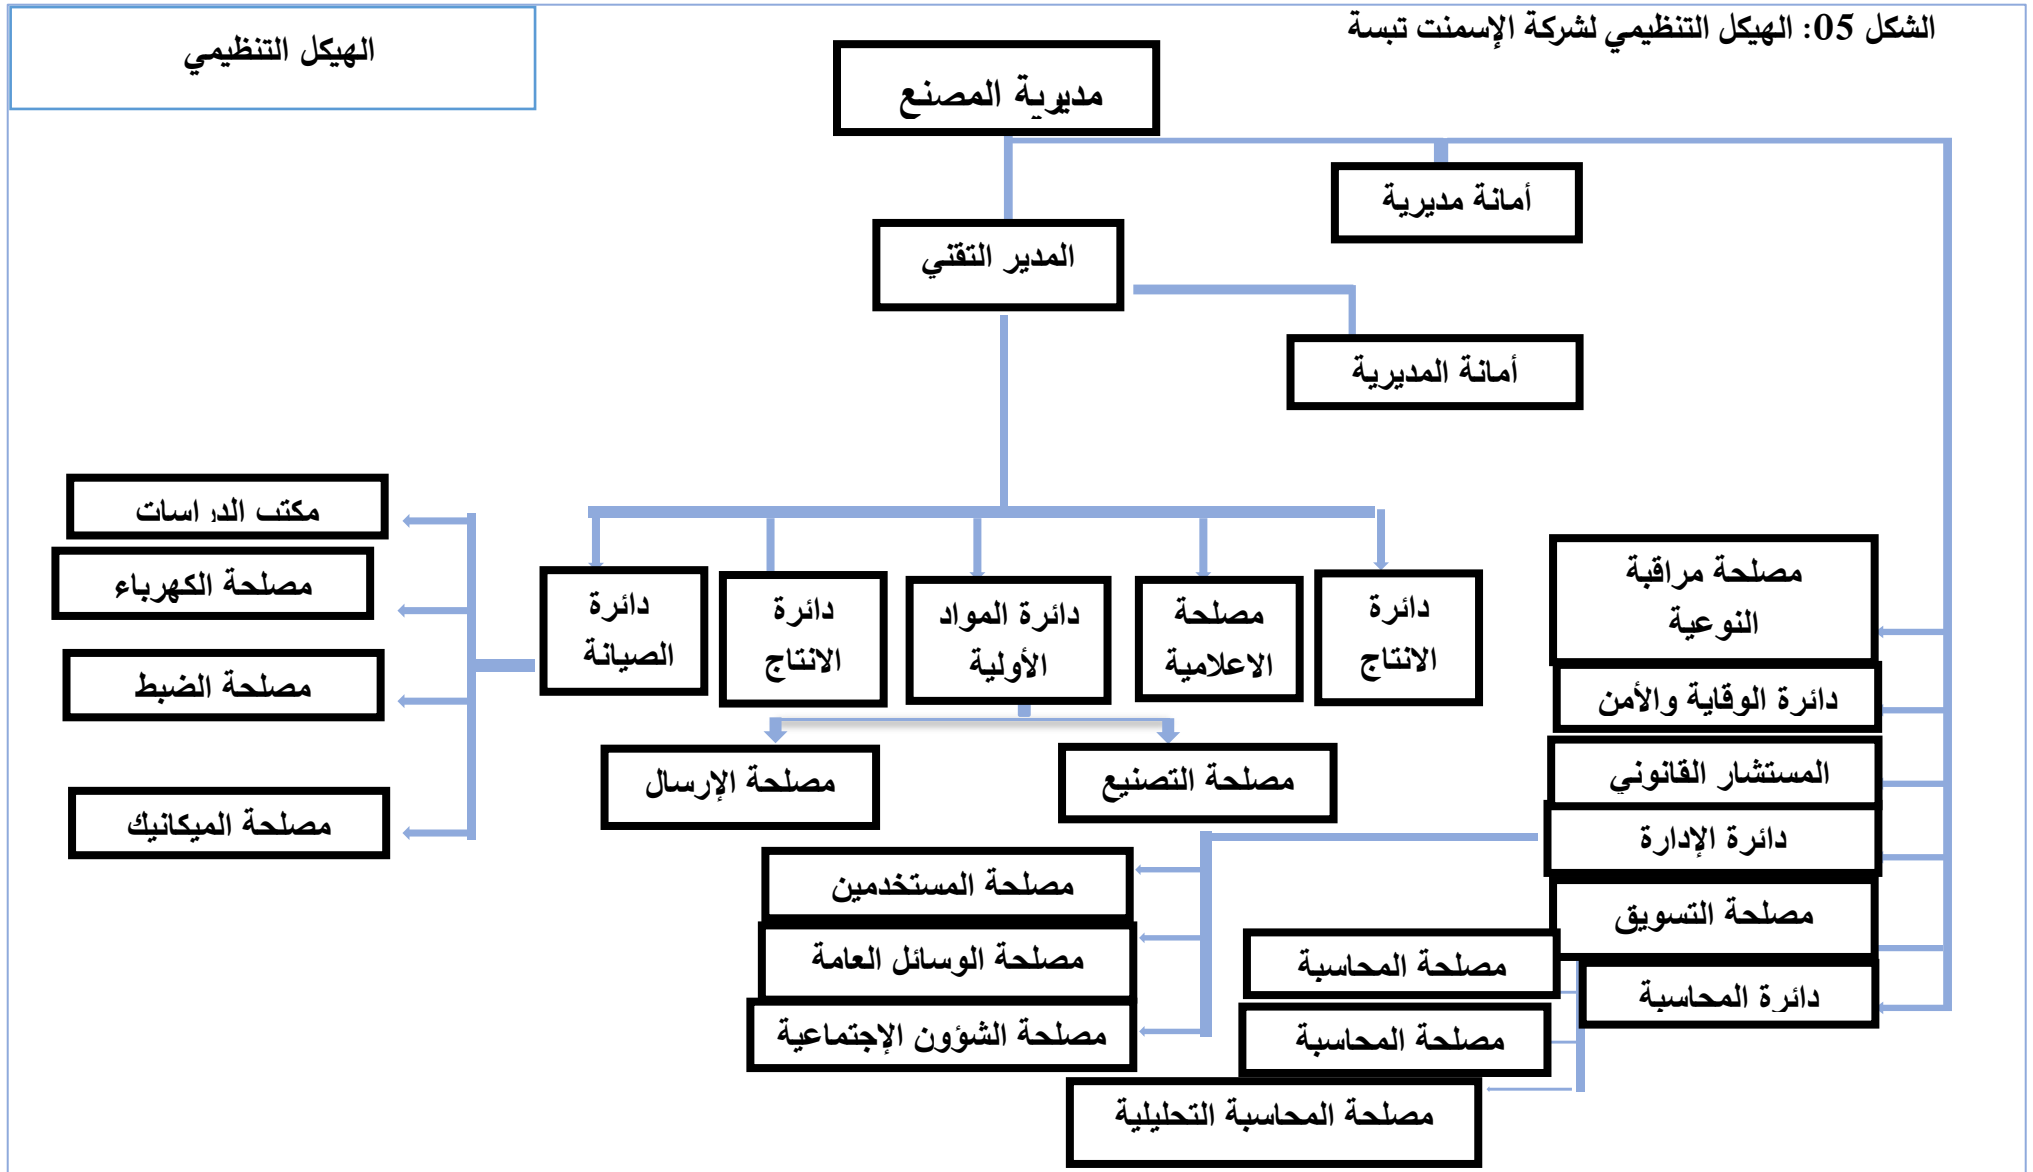 الشكل 05: الهيكل التنظيمي لشركة الإسمنت تبسة
الهيكل التنظيمي
مديرية المصنع
أمانة مديرية
المدير التقني
أمانة المديرية
مصلحة مراقبة
النوعية
دائرة الوقاية والأمن
المستشار القانوني
دائرة الإدارة
مصلحة التسويق
دائرة المحاسبة
دائرة
الانتاج
مصلحة
الاعلامية
دائرة المواد
الأولية
دائرة
الانتاج
دائرة
الصيانة
مكتب الدراسات
مصلحة الكهرباء
مصلحة الضبط
مصلحة الميكانيك
مصلحة التصنيع
مصلحة الإرسال
مصلحة المستخدمين
مصلحة الوسائل العامة
مصلحة الشؤون الإجتماعية
مصلحة المحاسبة
مصلحة المحاسبة
مصلحة المحاسبة التحليلية